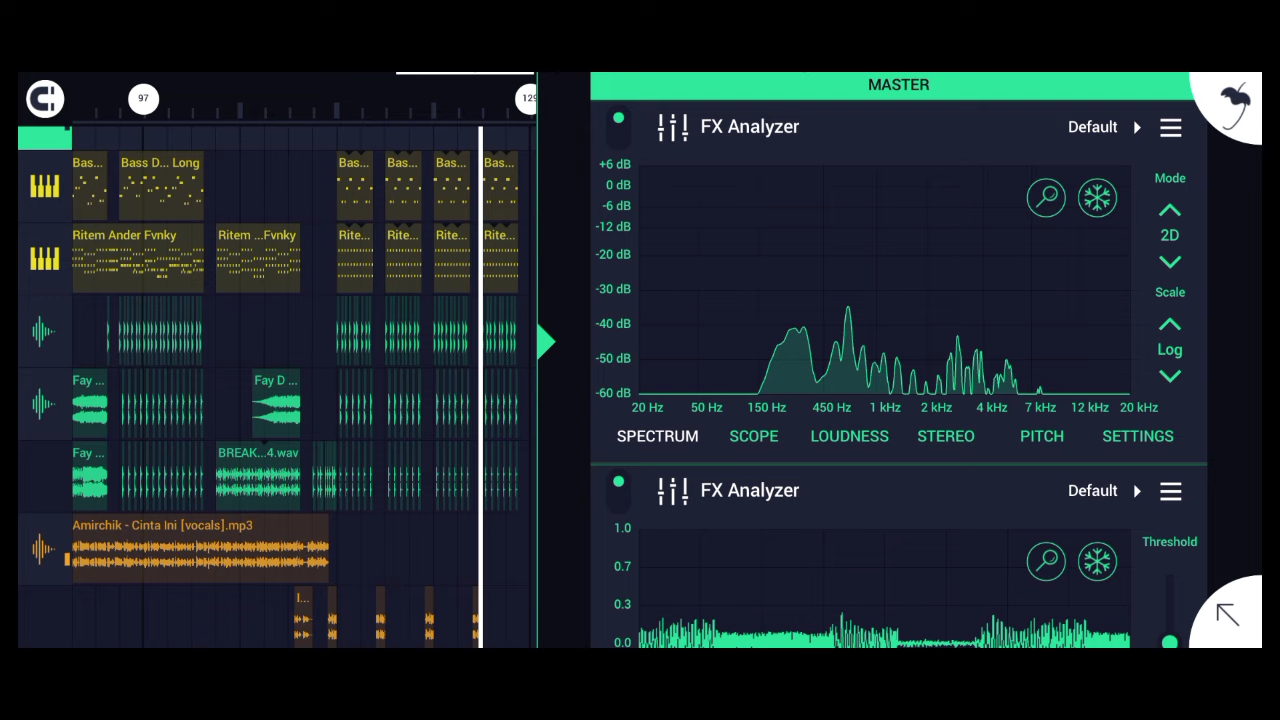 97
129
Bas...
Bass D... Long
Bas...
Bas...
Bas...
Bas...
Ritem Ander Fvnky
Ritem ...Fvnky
Rite...
Rite...
Rite...
Rite...
Fay ...
Fay D ...
Fay ...
BREAK...4.wav
Amirchik - Cinta Ini [vocals].mp3
I...
MASTER
FX Analyzer
Default
+6 dB
0 dB
-6 dB
-12 dB
-20 dB
-30 dB
-40 dB
-50 dB
-60 dB
Mode
2D
Scale
Log
20 Hz 50 Hz 150 Hz 450 Hz 1 kHz 2 kHz 4 kHz 7 kHz 12 kHz 20 kHz
SPECTRUM SCOPE LOUDNESS STEREO PITCH SETTINGS
FX Analyzer
Default
1.0
0.7
0.3
0.0
Threshold